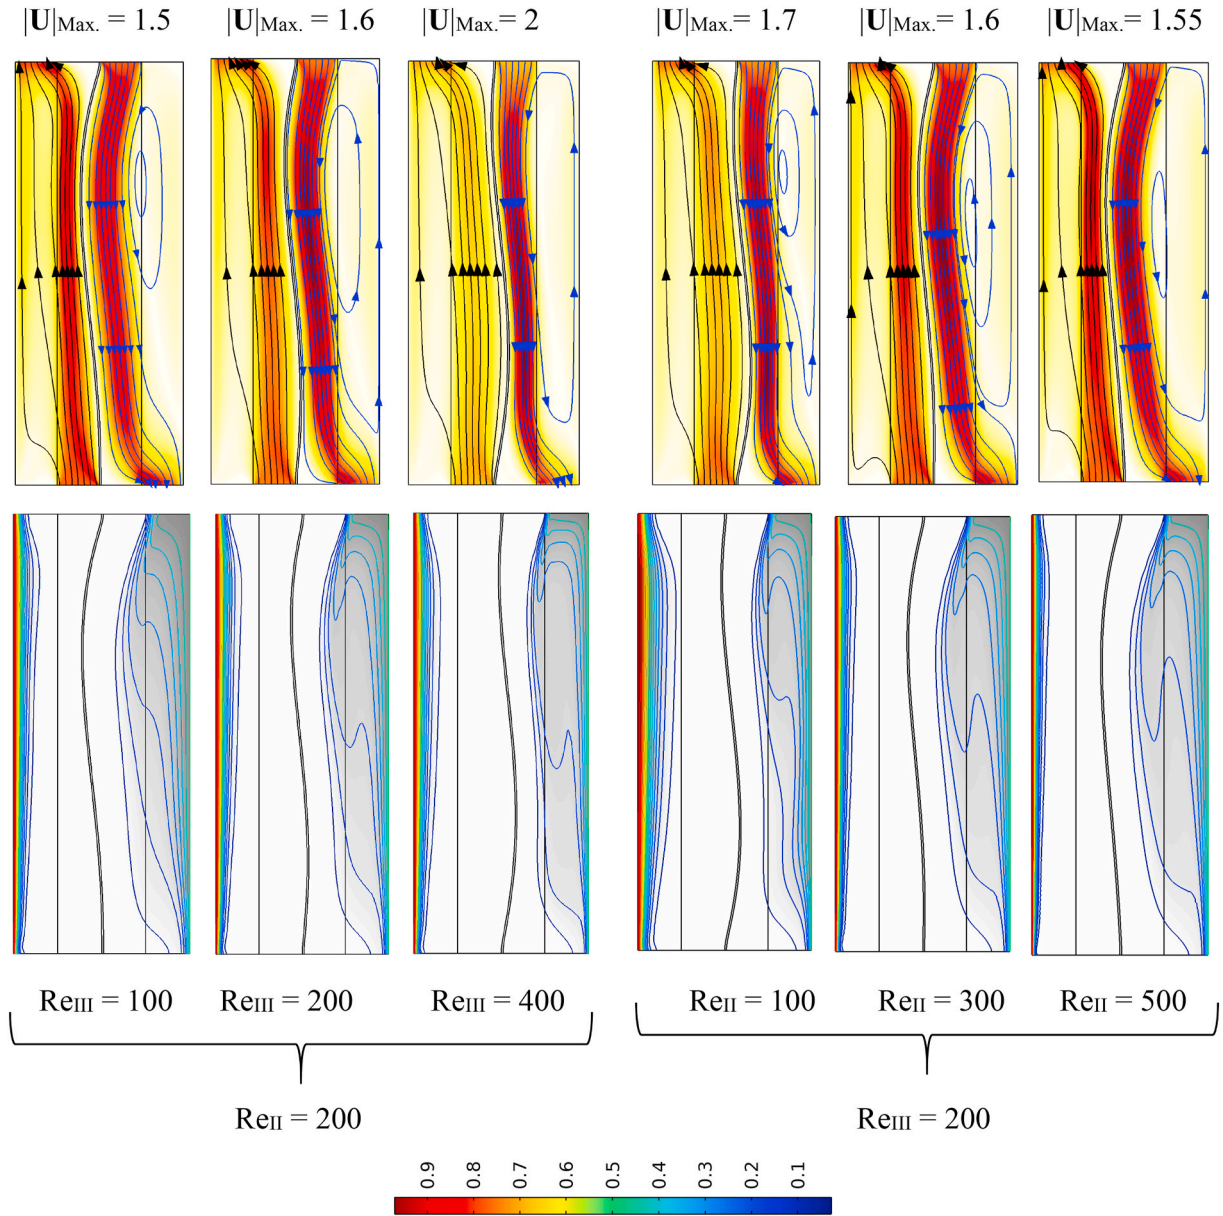 |U|Max. = 1.5 |U|Max. = 1.6 |U|Max.= 2 |U|Max. = 1.7 |U|Max. = 1.6 |U|Max. = 1.55
ReIII = 100 ReIII = 200 ReIII = 400 ReII = 100 ReII = 300 ReII = 500
ReII = 200 ReIII = 200
0.9 0.8 0.7 0.6 0.5 0.4 0.3 0.2 0.1